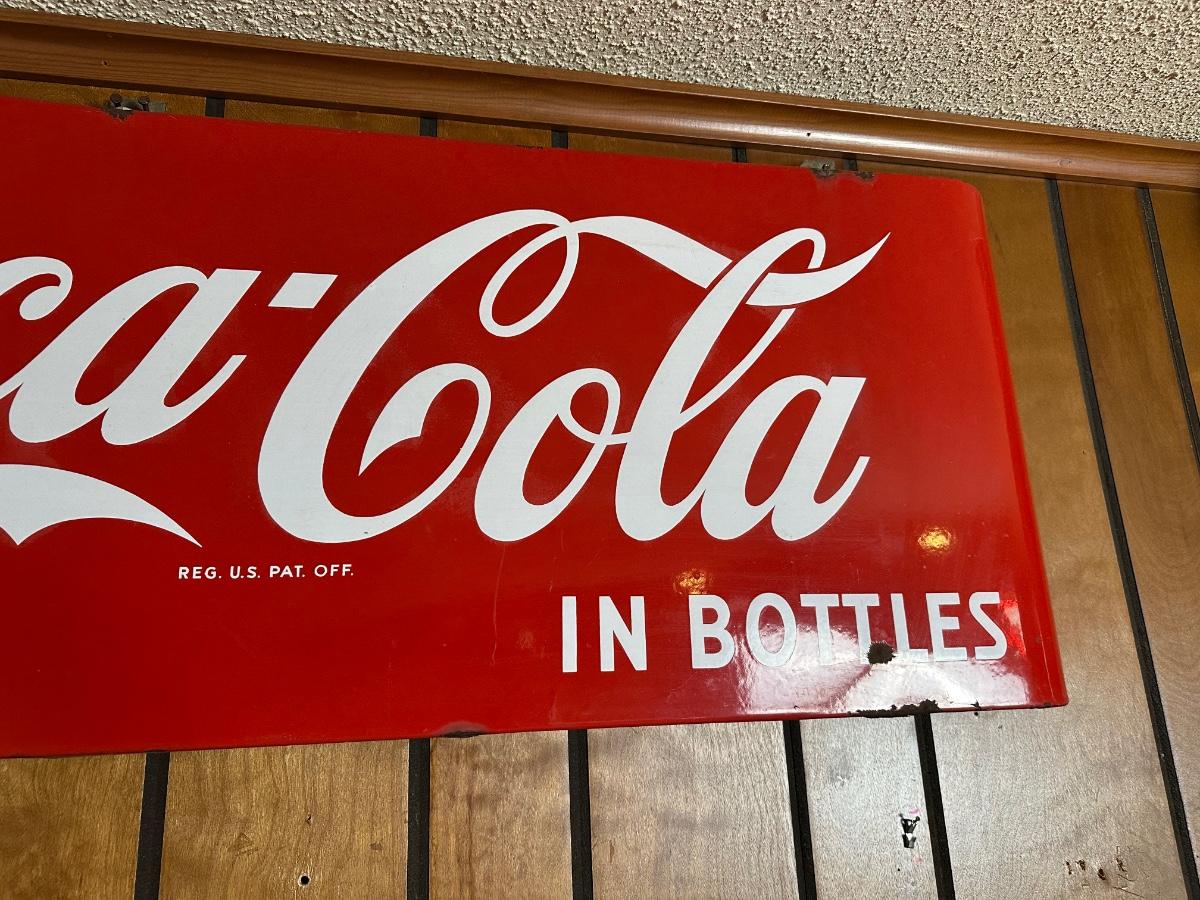 ca-Cola
REG. U.S. PAT. OFF.
IN BOTTLES